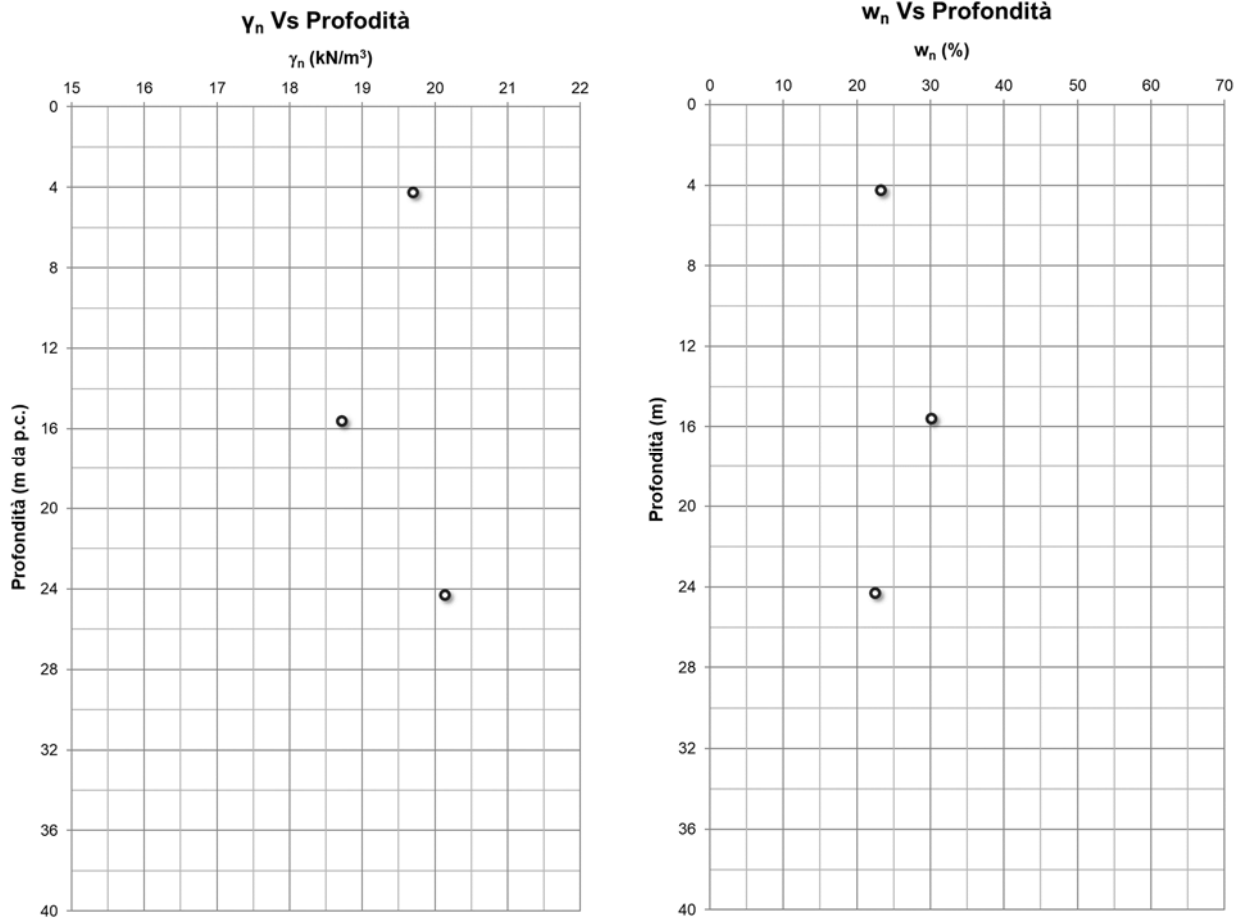 γn Vs Profodità
γn (kN/m³)
15 16 17 18 19 20 21 22
0
4
8
12
16
20
24
28
32
36
40
Profondità (m da p.c.)
wn Vs Profondità
wn (%)
0 10 20 30 40 50 60 70
0
4
8
12
16
20
24
28
32
36
40
Profondità (m)